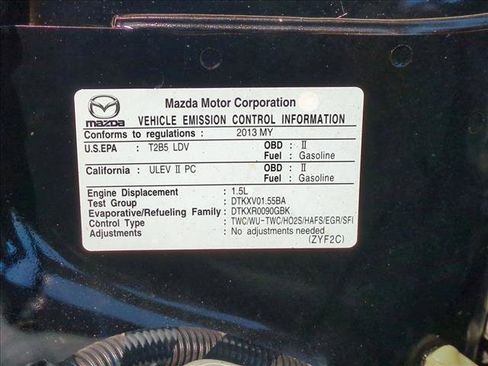 Mazda Motor Corporation
mazda VEHICLE EMISSION CONTROL INFORMATION
Conforms to regulations : 2013 MY
U.S.EPA : T2B5 LDV OBD : II
Fuel : Gasoline
California : ULEV II PC OBD : II
Fuel : Gasoline
Engine Displacement : 1.5L
Test Group : DTKXV01.55BA
Evaporative/Refueling Family : DTKXR0090GBK
Control Type : TWC/WU-TWC/HO2S/HAFS/EGR/SFI
Adjustments : No adjustments needed
(ZYF2C)